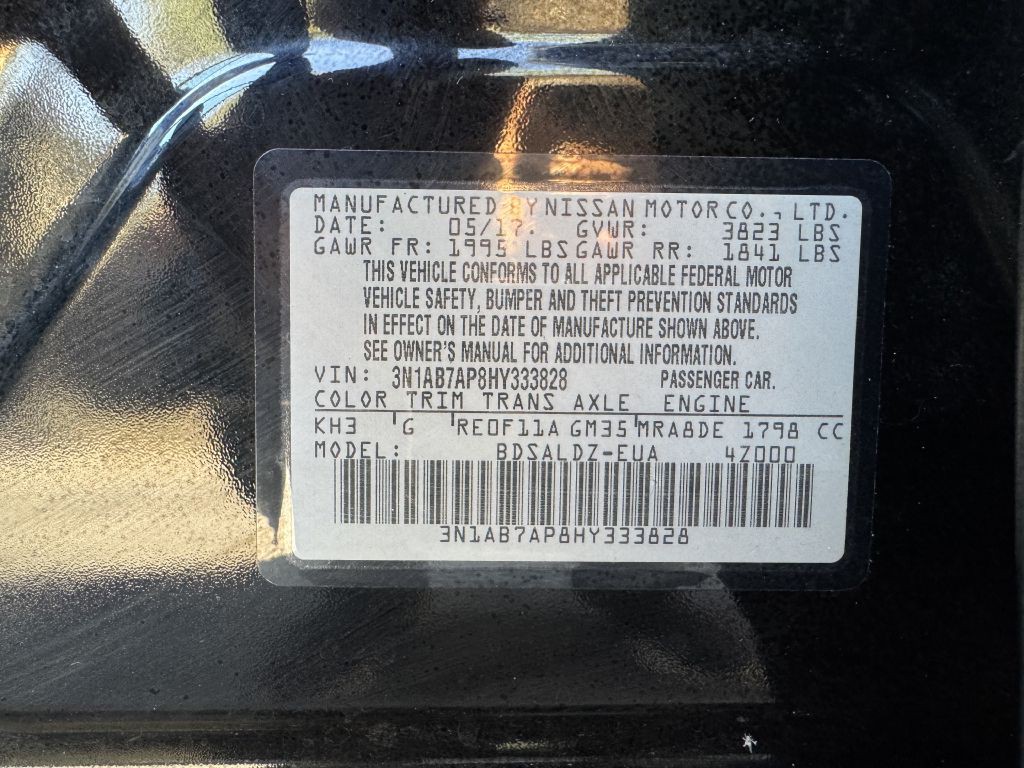 MANUFACTURED BY NISSAN MOTOR CO., LTD.
DATE: 05/17. GVWR: 3823 LBS
GAWR FR: 1995 LBS GAWR RR: 1841 LBS
THIS VEHICLE CONFORMS TO ALL APPLICABLE FEDERAL MOTOR
VEHICLE SAFETY, BUMPER AND THEFT PREVENTION STANDARDS
IN EFFECT ON THE DATE OF MANUFACTURE SHOWN ABOVE.
SEE OWNER'S MANUAL FOR ADDITIONAL INFORMATION.
VIN: 3N1AB7AP8HY333828 PASSENGER CAR.
COLOR TRIM TRANS AXLE ENGINE
KH3 G RE0F11A GM35 MRA8DE 1798 CC
MODEL: BDSALDZ-EUA 4Z000
3N1AB7AP8HY333828